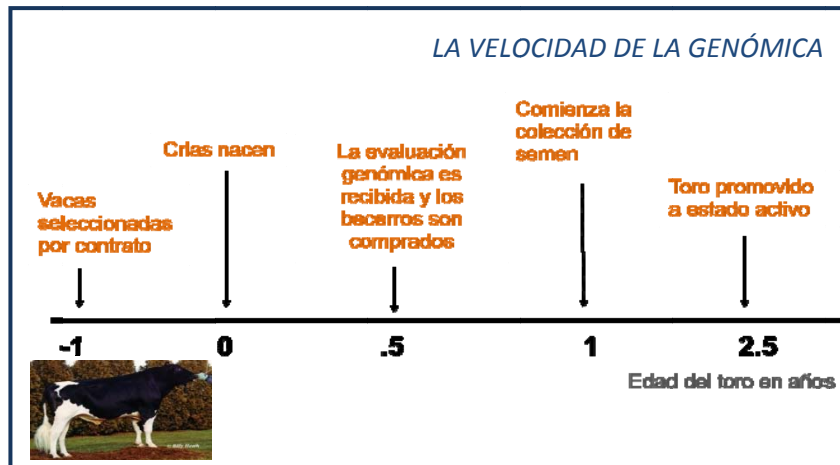 LA VELOCIDAD DE LA GENÓMICA
Comienza la
colección de
semen
Crías nacen
La evaluación
genómica es
recibida y los
becerros son
comprados
Toro promovido
a estado activo
Vacas
seleccionadas
por contrato
-1
0
.5
1
2.5
Edad del toro en años